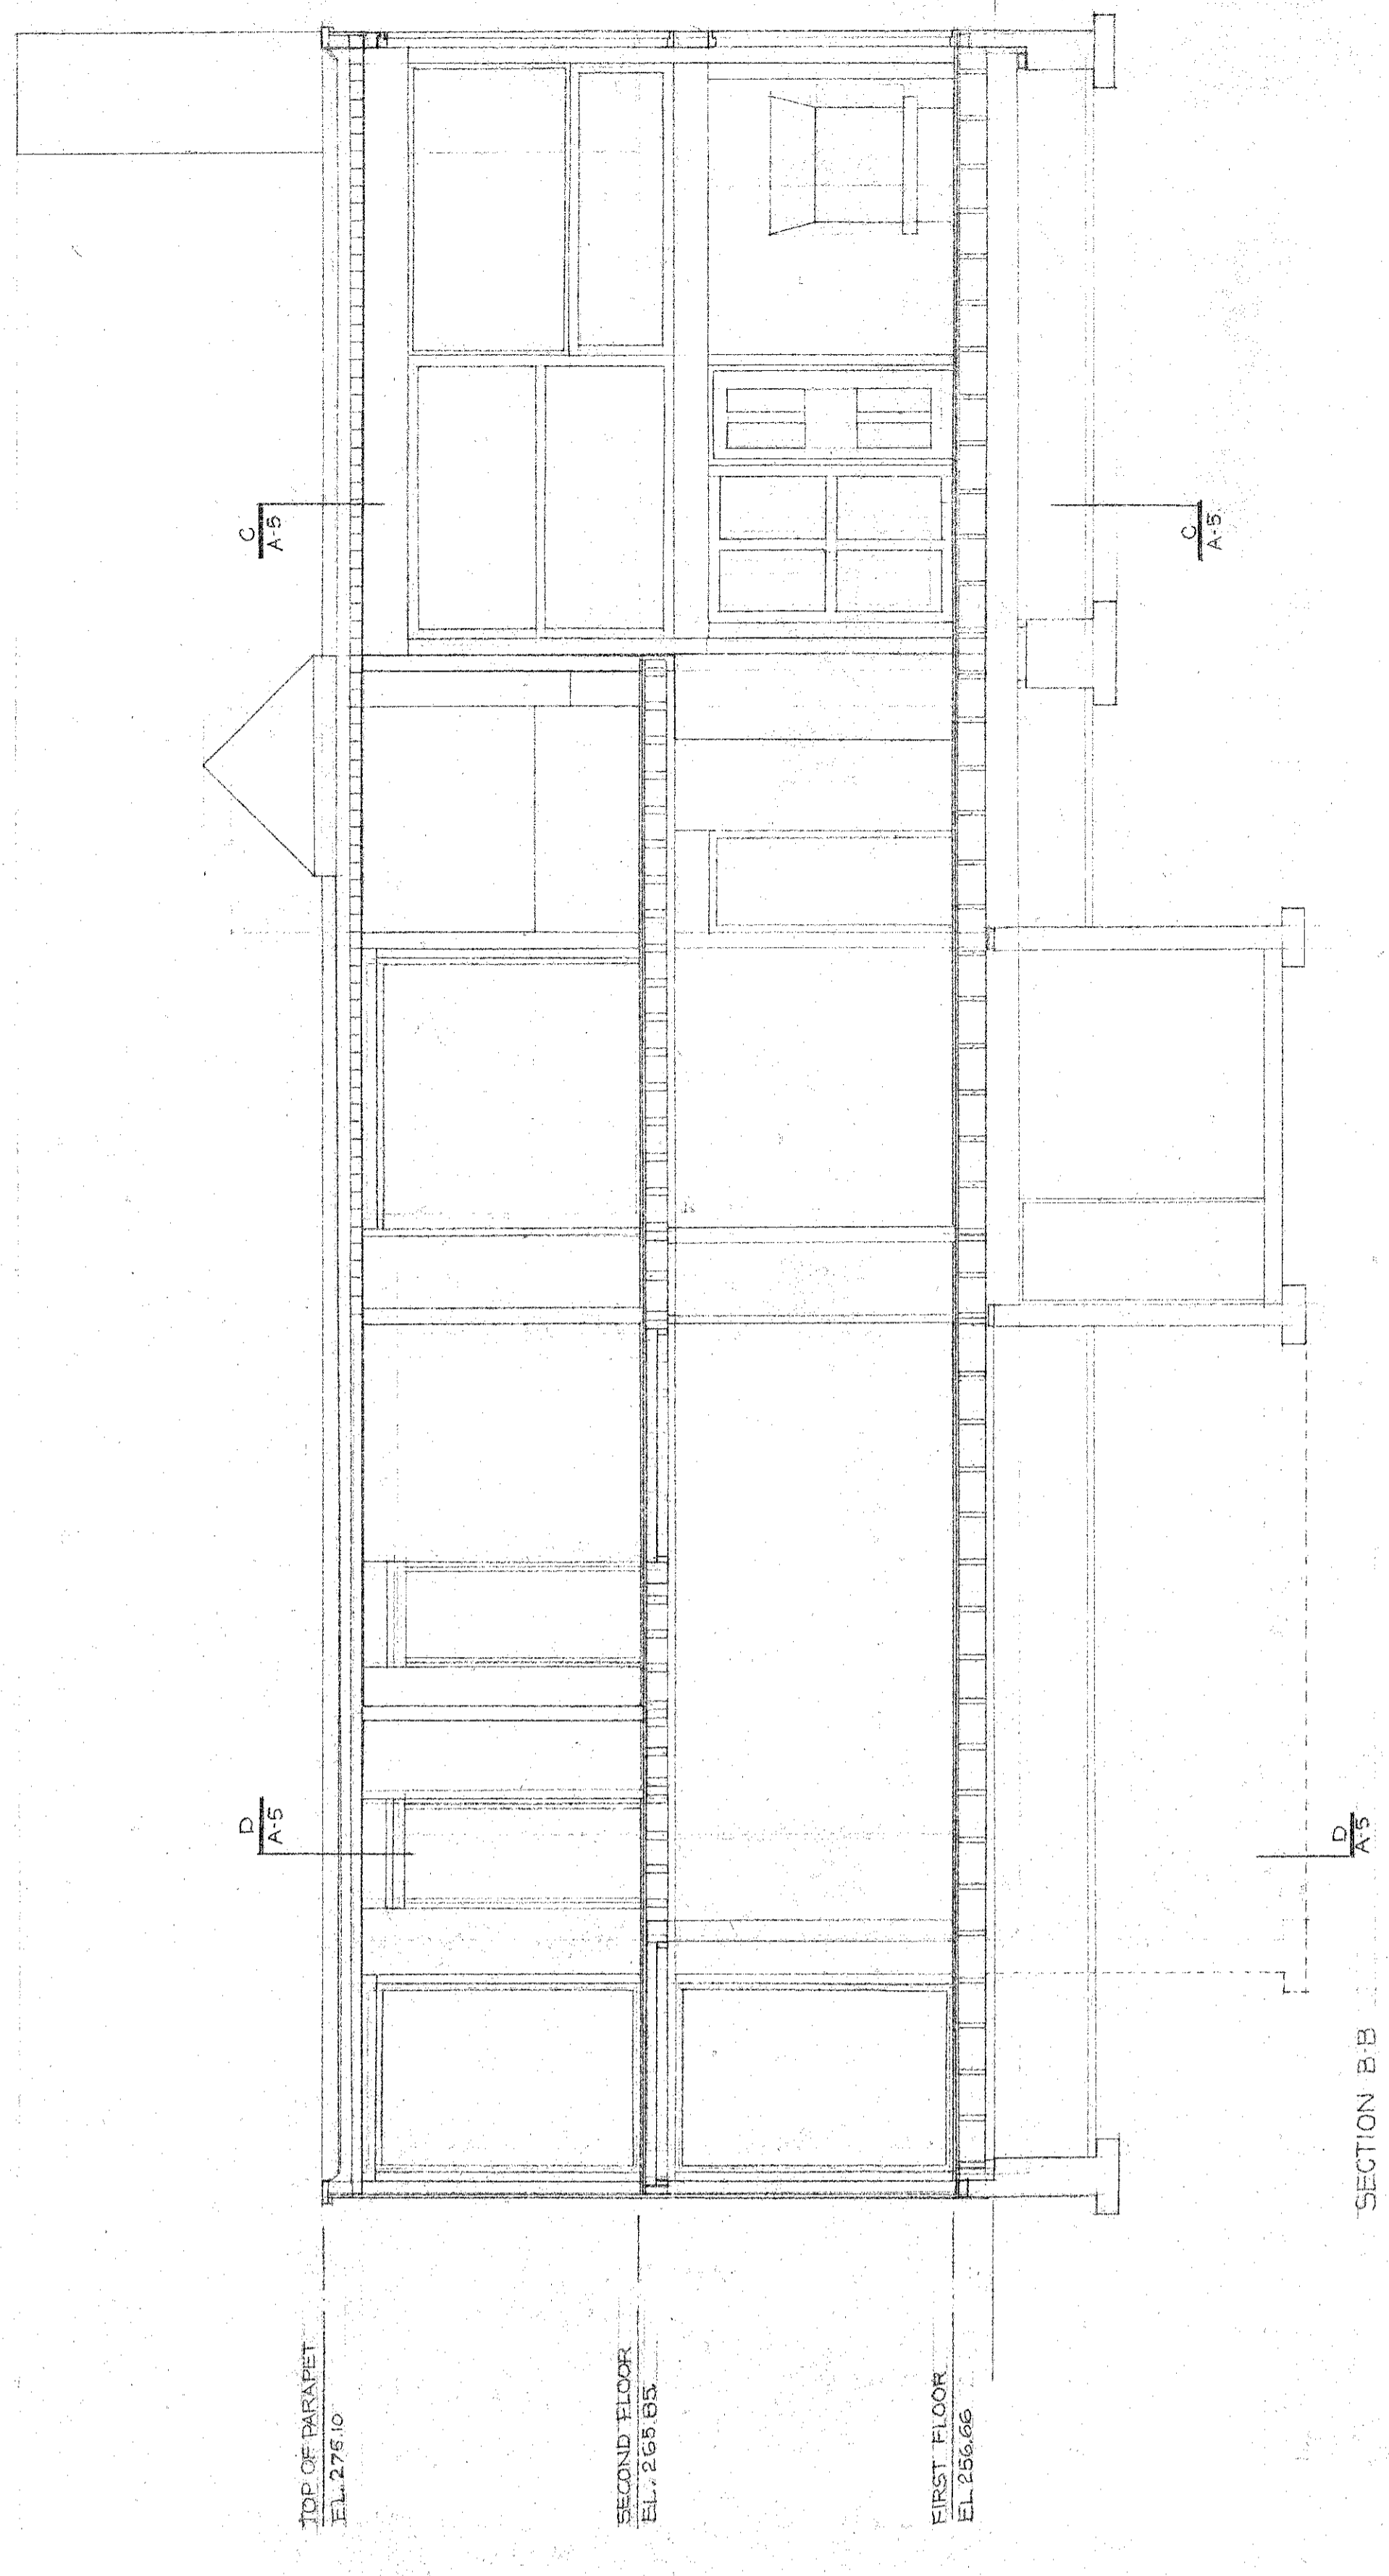 D
A-5
C
A-5
TOP OF PARAPET
EL. 275.10
SECOND FLOOR
EL. 265.85
FIRST FLOOR
EL 256.66
C
A-5
D
A-5
SECTION B-B